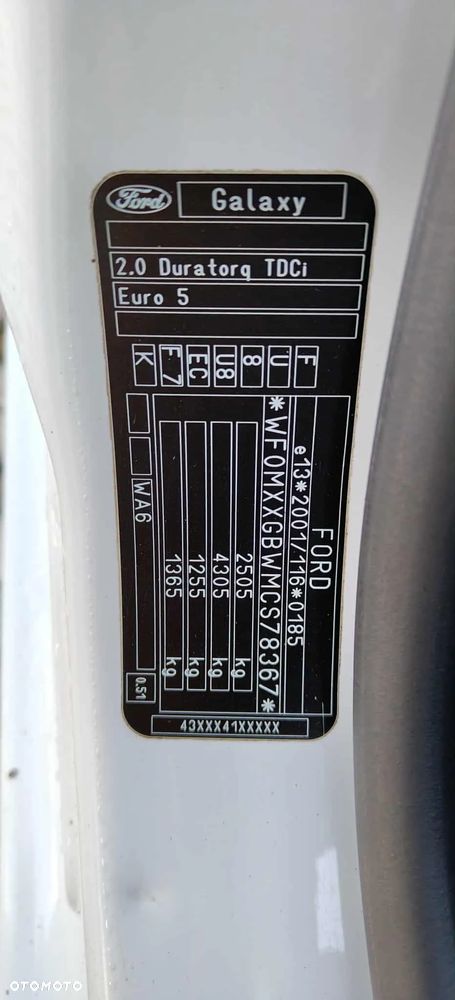 Ford
Galaxy
2.0 Duratorq TDCi
Euro 5
K F7 EC U8 8 U F
FORD
e13*2001/116*0185
*WF0MXXGBWMCS78367*
2505 kg
4305 kg
1255 kg
1365 kg
WA6
0.51
43XXX41XXXXX
OTOMOTO